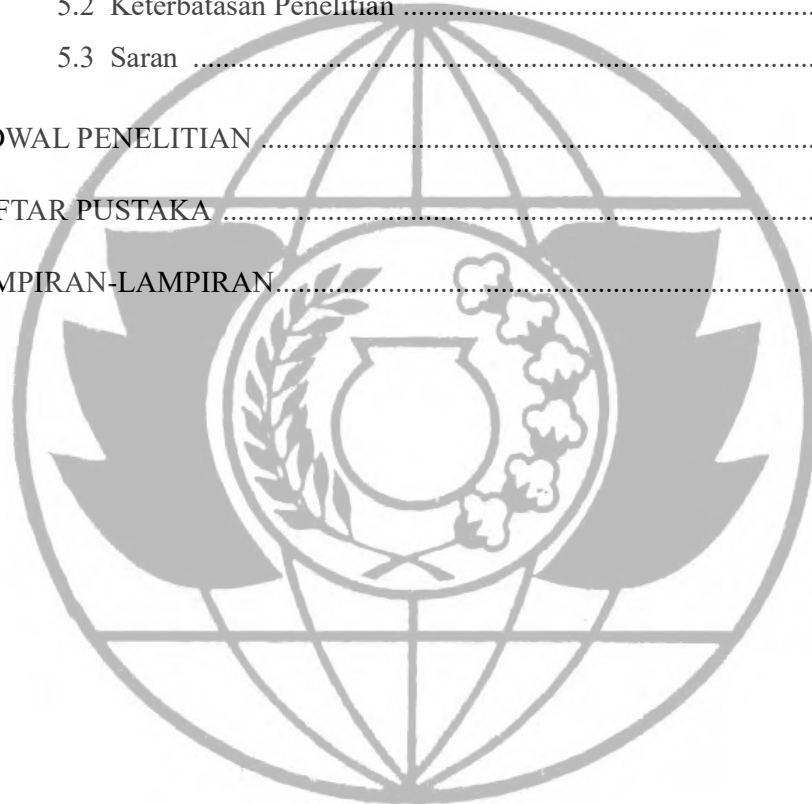 5.2 Keterbatasan Penelitian ....................................................................
5.3 Saran ....................................................................................................
WAL PENELITIAN .........................................................................................
FTAR PUSTAKA ...............................................................................................
MPIRAN-LAMPIRAN.......................................................................................